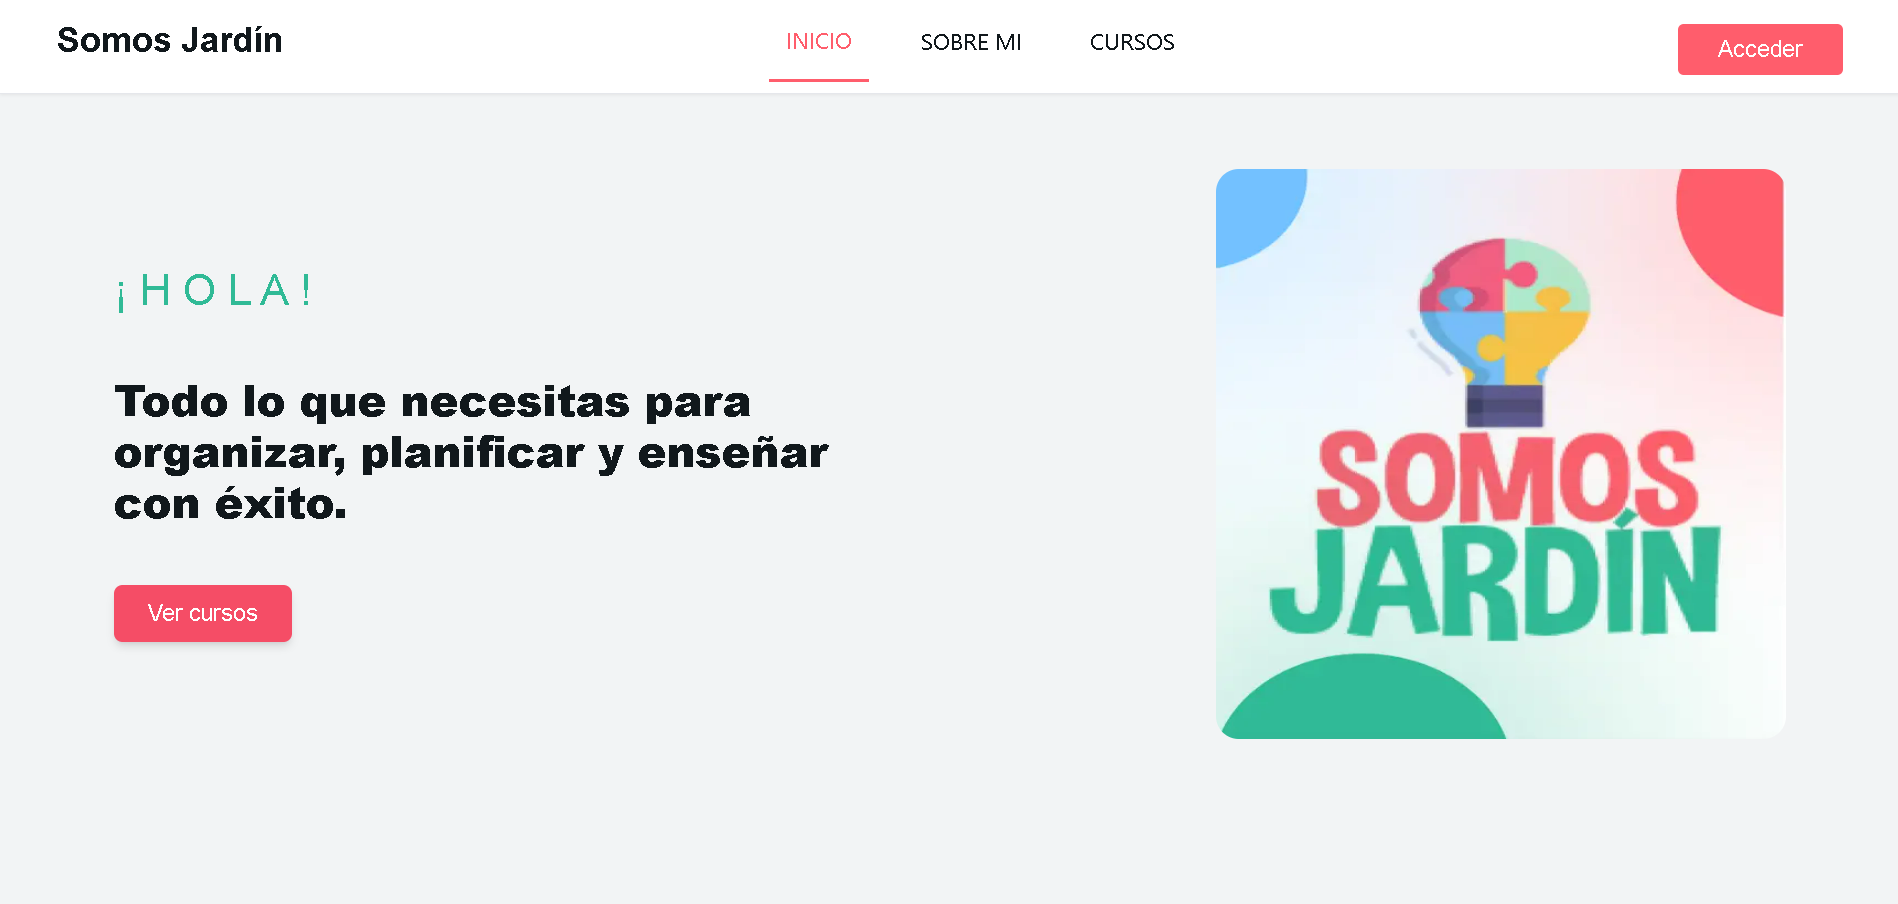 Somos Jardín
INICIO
SOBRE MI
CURSOS
Acceder
¡HOLA!
Todo lo que necesitas para
organizar, planificar y enseñar
con éxito.
Ver cursos
SOMOS
JARDÍN